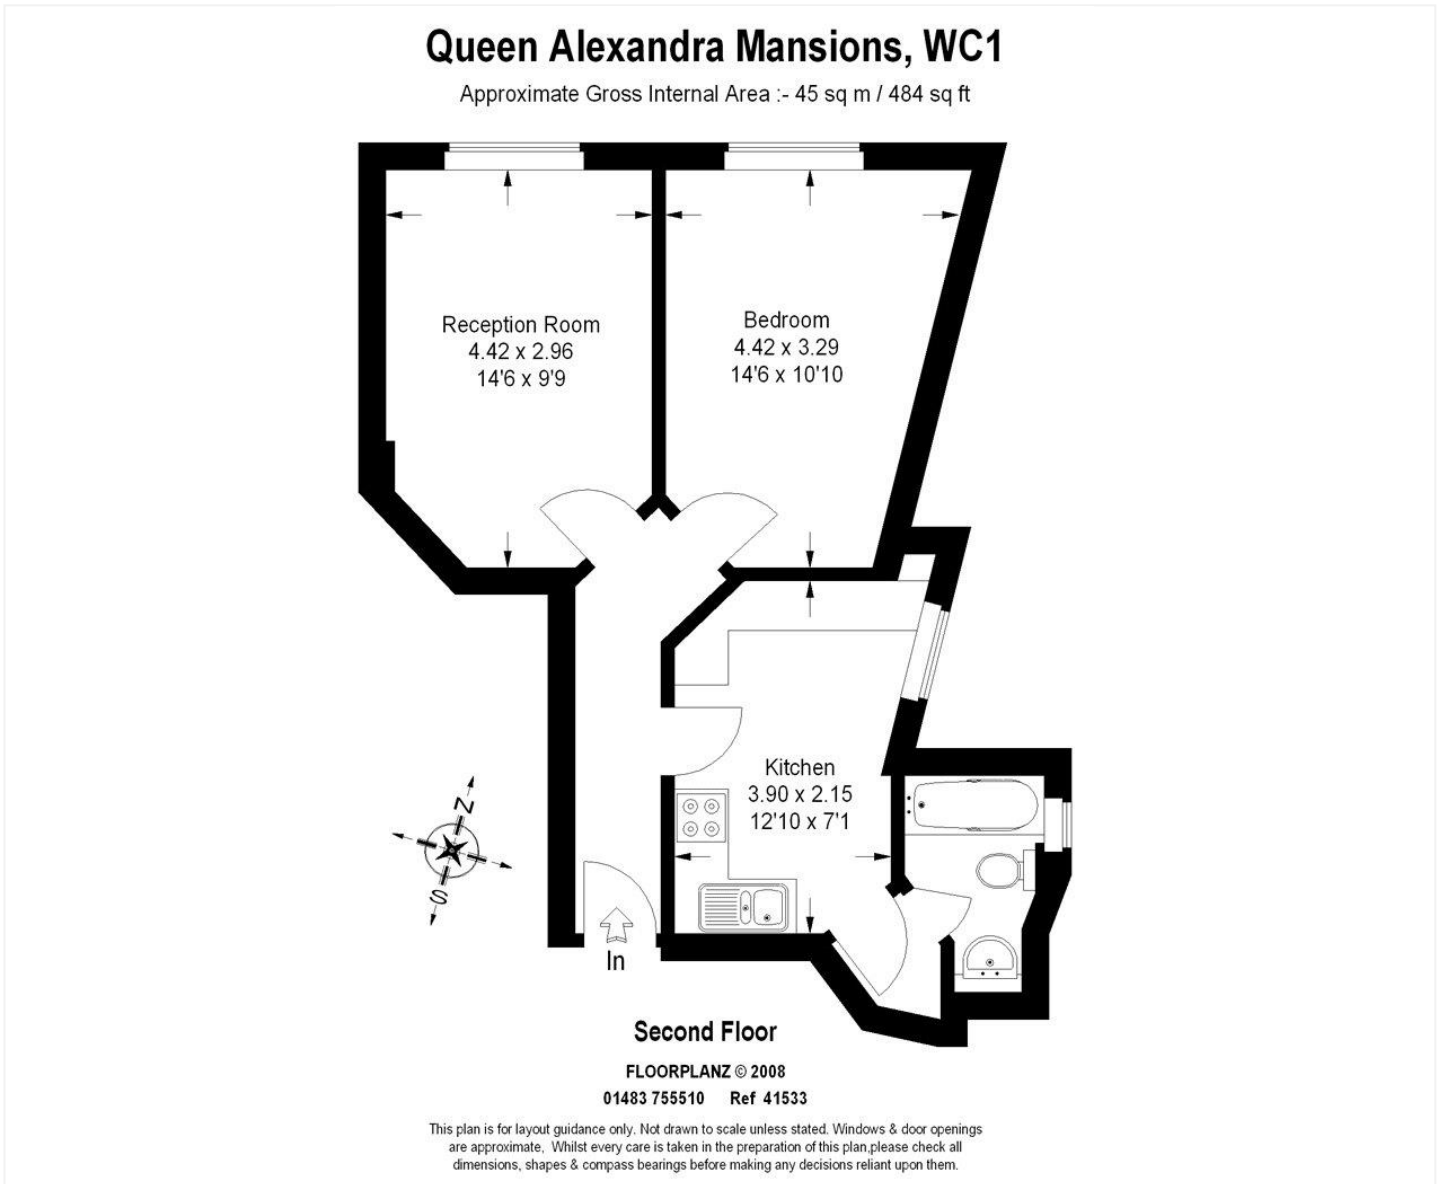 Queen Alexandra Mansions, WC1
Approximate Gross Internal Area :- 45 sq m / 484 sq ft
Reception Room
4.42 x 2.96
14'6 x 9'9
Bedroom
4.42 x 3.29
14'6 x 10'10
Kitchen
3.90 x 2.15
12'10 x 7'1
N
S
In
Second Floor
FLOORPLANZ © 2008
01483 755510 Ref 41533
This plan is for layout guidance only. Not drawn to scale unless stated. Windows & door openings
are approximate, Whilst every care is taken in the preparation of this plan,please check all
dimensions, shapes & compass bearings before making any decisions reliant upon them.